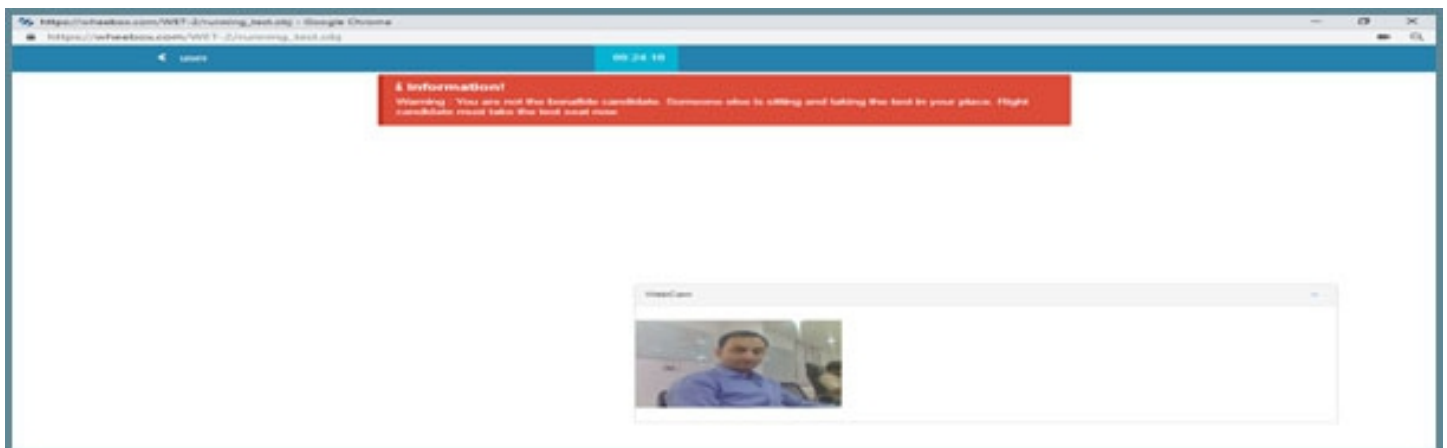 https://wheebox.com/WET-2/running_test.obj - Google Chrome
https://wheebox.com/WET-2/running_test.obj
users
00:24:10
Information!
Warning : You are not the bonafide candidate. Someone else is sitting and taking the test in your place. Right
candidate must take the test seat now
WebCam